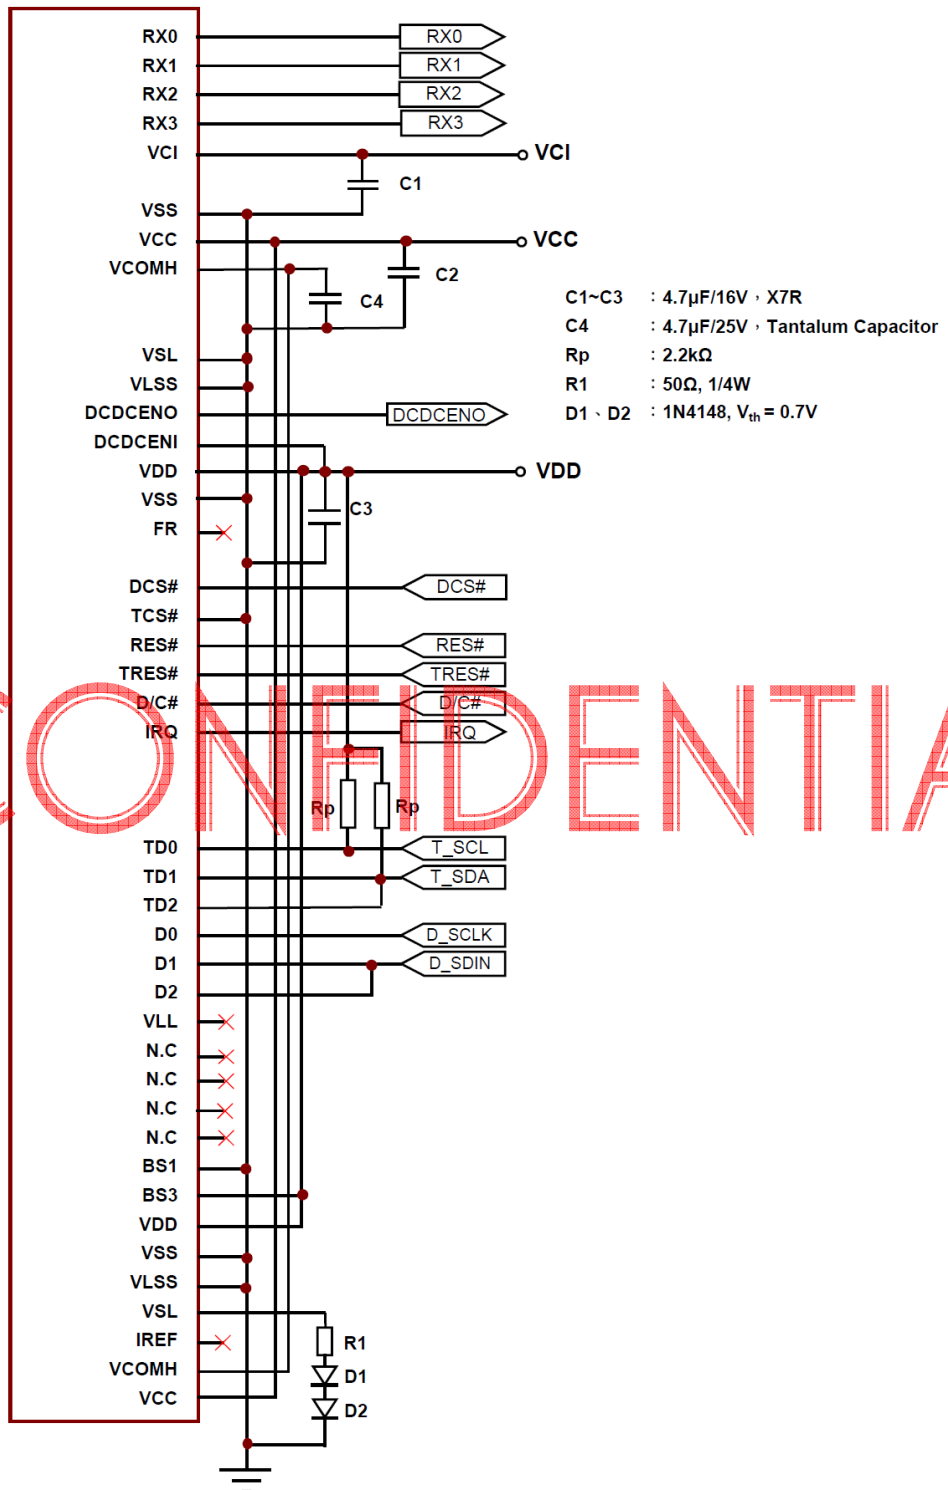 RX0 RX0
RX1 RX1
RX2 RX2
RX3 RX3
VCI VCI
C1
VSS
VCC VCC
VCOMH
C2
C4
C1~C3 : 4.7µF/16V，X7R
C4 : 4.7µF/25V，Tantalum Capacitor
VSL Rp : 2.2kΩ
VLSS R1 : 50Ω, 1/4W
DCDCENO DCDCENO D1、D2 : 1N4148, Vth = 0.7V
DCDCENI
VDD VDD
VSS
C3
FR
DCS# DCS#
TCS#
RES# RES#
TRES# TRES#
D/C# D/C#
IRQ IRQ
CONFIDENTIA
Rp Rp
TD0 T_SCL
TD1 T_SDA
TD2
D0 D_SCLK
D1 D_SDIN
D2
VLL
N.C
N.C
N.C
N.C
BS1
BS3
VDD
VSS
VLSS
VSL
IREF R1
VCOMH D1
VCC
D2